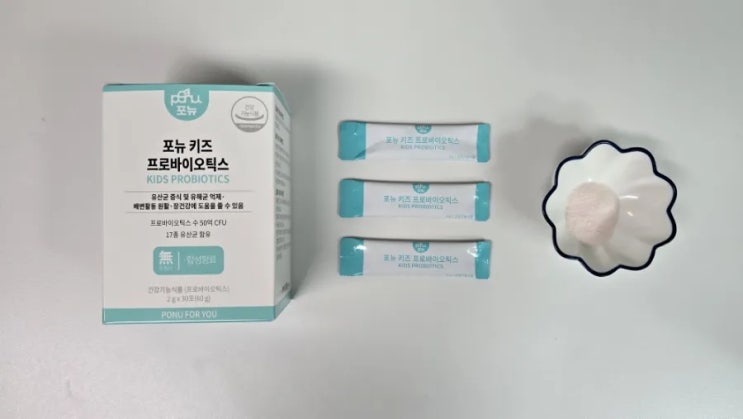 ponu
포뉴
건강
기능식품
포뉴 키즈
프로바이오틱스
KIDS PROBIOTICS
유산균 증식 및 유해균 억제·
배변활동 원활·장건강에 도움을 줄 수 있음
프로바이오틱스 수 50억 CFU
17종 유산균 함유
無
합성향료
건강기능식품 (프로바이오틱스)
2 g x 30포(60 g)
PONU FOR YOU
포뉴 키즈 프로바이오틱스
KIDS PROBIOTICS
포뉴 키즈 프로바이오틱스
KIDS PROBIOTICS
포뉴 키즈 프로바이오틱스
KIDS PROBIOTICS